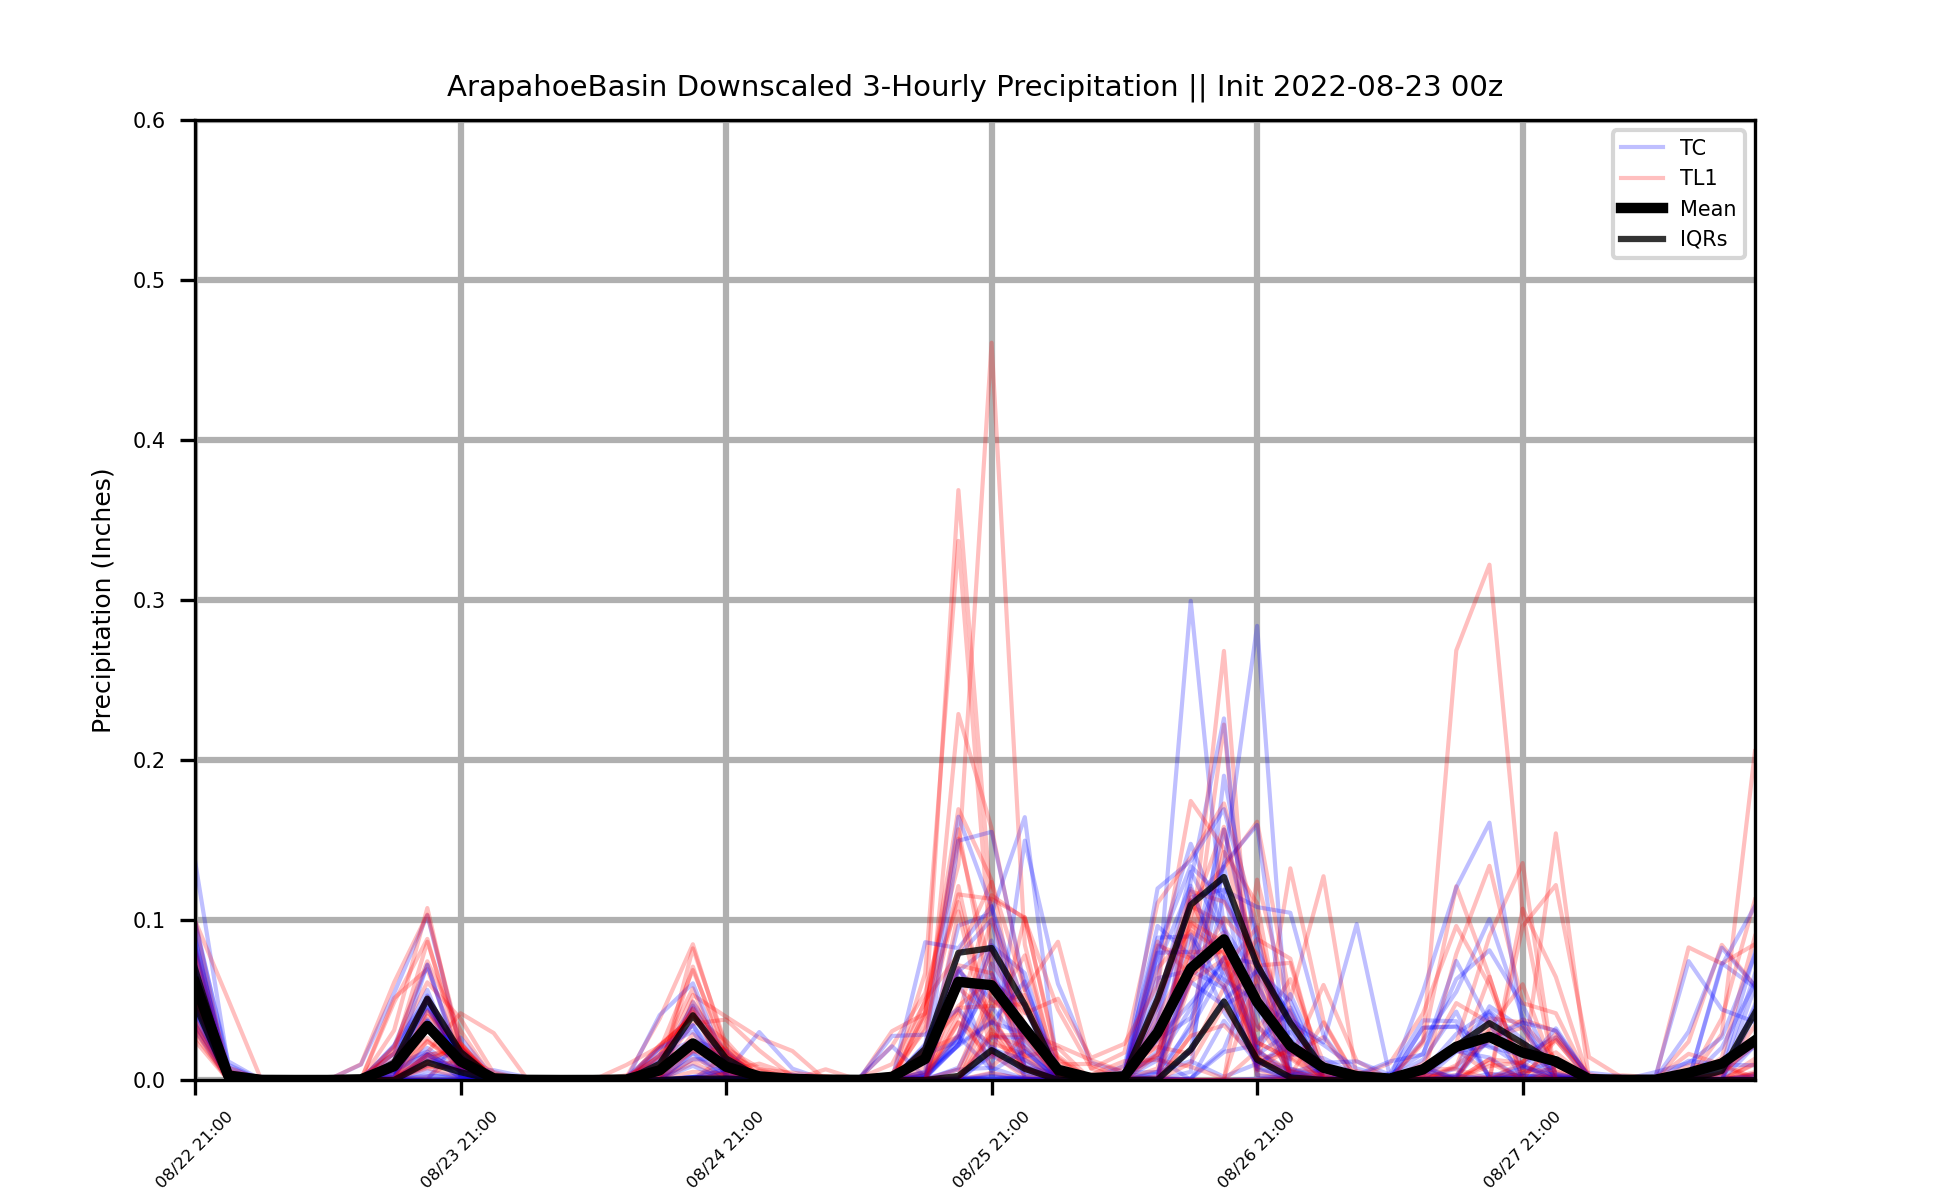 ArapahoeBasin Downscaled 3-Hourly Precipitation || Init 2022-08-23 00z
0.6
0.5
0.4
0.3
0.2
0.1
0.0
Precipitation (Inches)
TC
TL1
Mean
IQRs
08/22 21:00
08/23 21:00
08/24 21:00
08/25 21:00
08/26 21:00
08/27 21:00